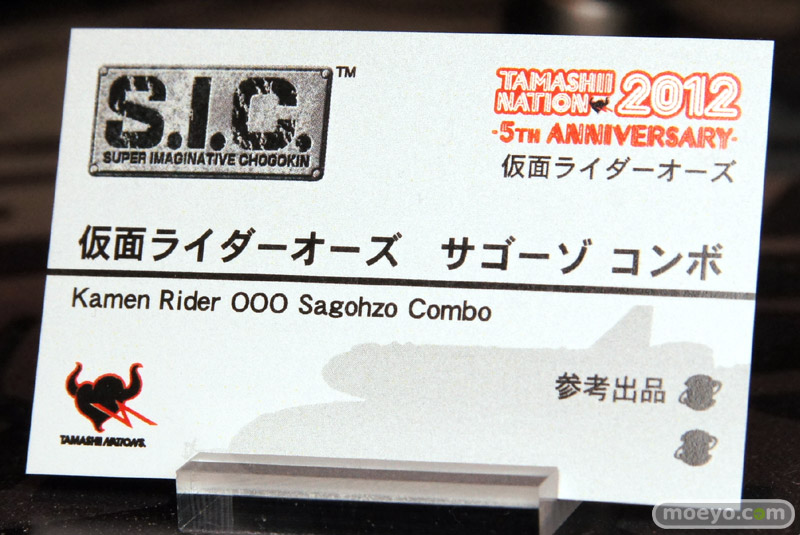 S.I.C.™
SUPER IMAGINATIVE CHOGOKIN
TAMASHII
NATION 2012
-5TH ANNIVERSARY-
仮面ライダーオーズ
仮面ライダーオーズ サゴーゾ コンボ
Kamen Rider OOO Sagohzo Combo
参考出品
TAMASHII NATIONS.
moeyo.com